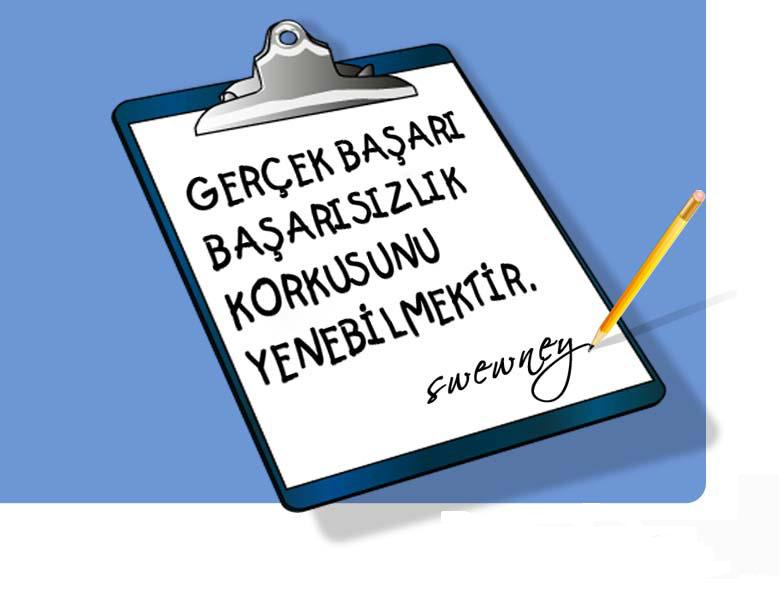 GERÇEK BAŞARI
BAŞARISIZLIK
KORKUSUNU
YENEBİLMEKTİR.
swewney